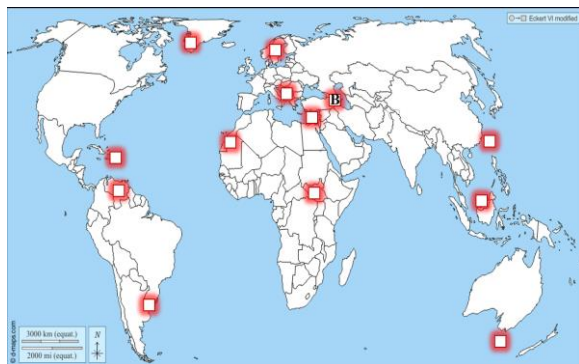 Eckert VI modified
B
3000 km (equat.)
2000 mi (equat.)
N
© d-maps.com